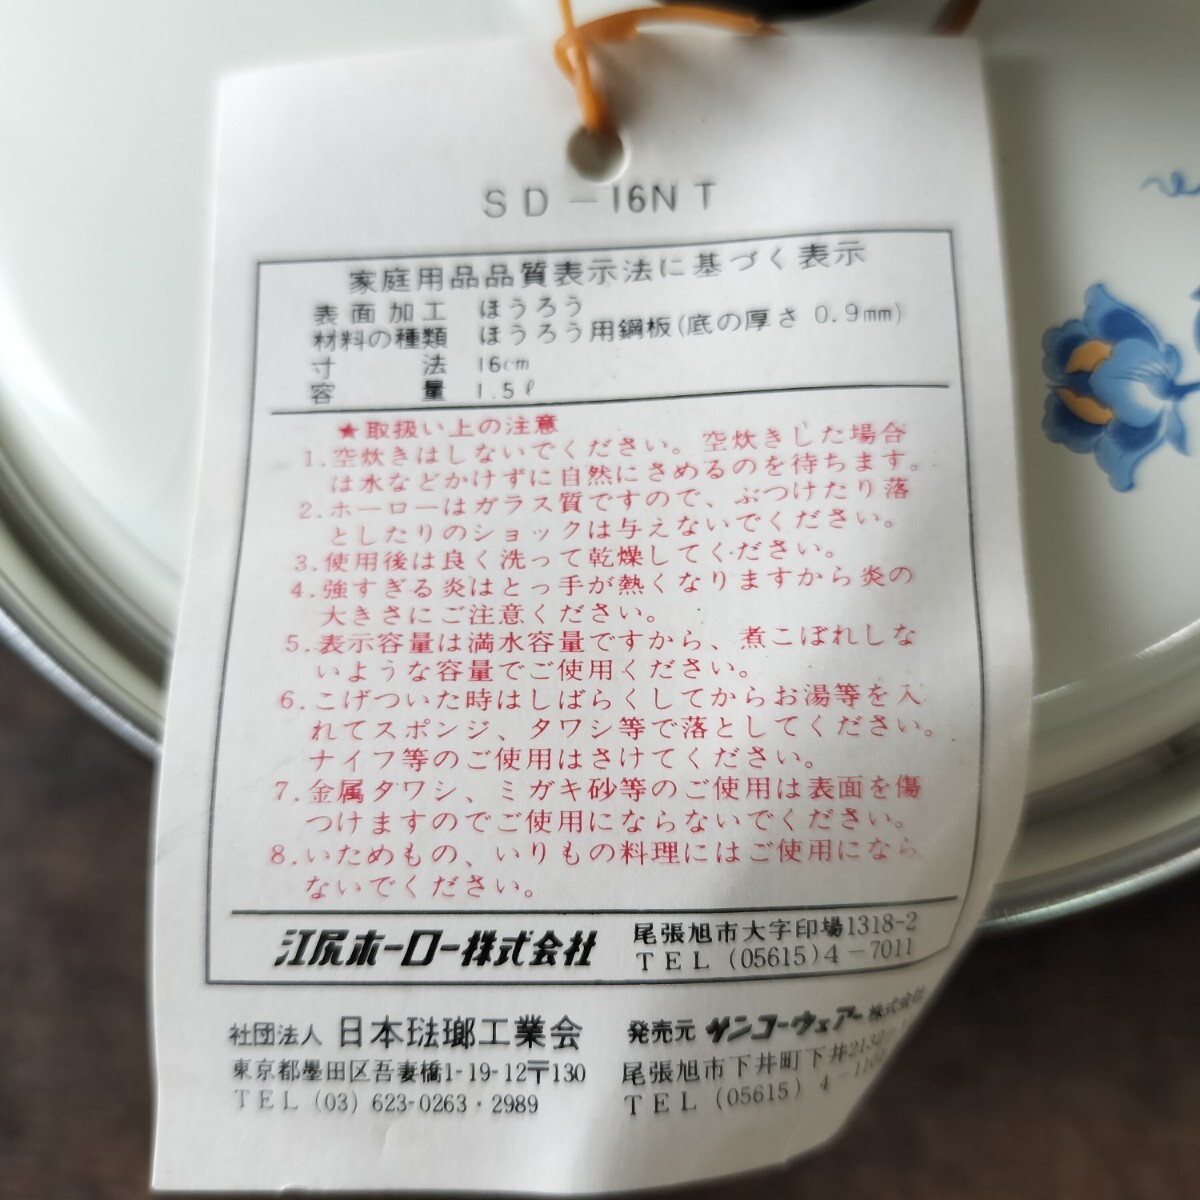 SD-16NT
家庭用品品質表示法に基づく表示
表面加工 ほうろう
材料の種類 ほうろう用鋼板(底の厚さ 0.9mm)
寸法 16cm
容量 1.5ℓ
★取扱い上の注意
1.空炊きはしないでください。空炊きした場合
は水などかけずに自然にさめるのを待ちます。
2.ホーローはガラス質ですので、ぶつけたり落
としたりのショックは与えないでください。
3.使用後は良く洗って乾燥してください。
4.強すぎる炎はとっ手が熱くなりますから炎の
大きさにご注意ください。
5.表示容量は満水容量ですから、煮こぼれしな
いような容量でご使用ください。
6.こげついた時はしばらくしてからお湯等を入
れてスポンジ、タワシ等で落としてください。
ナイフ等のご使用はさけてください。
7.金属タワシ、ミガキ砂等のご使用は表面を傷
つけますのでご使用にならないでください。
8.いためもの、いりもの料理にはご使用になら
ないでください。
江尻ホーロー株式会社
尾張旭市大字印場1318-2
TEL (05615)4-7011
社団法人 日本琺瑯工業会
東京都墨田区吾妻橋1-19-12〒130
TEL (03) 623-0263・2989
発売元 サンコーウェアー株式会社
尾張旭市下井町下井
TEL (05615)